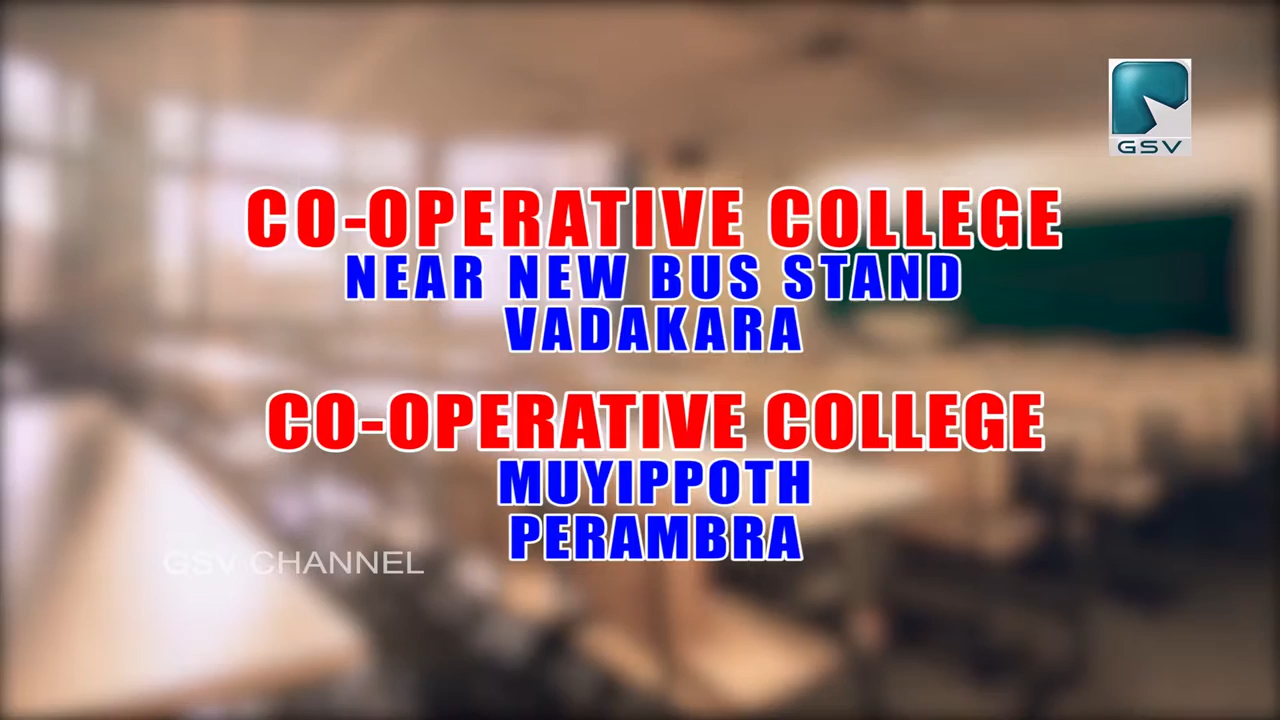 GSV
CO-OPERATIVE COLLEGE
NEAR NEW BUS STAND
VADAKARA
CO-OPERATIVE COLLEGE
MUYIPPOTH
PERAMBRA
GSV CHANNEL